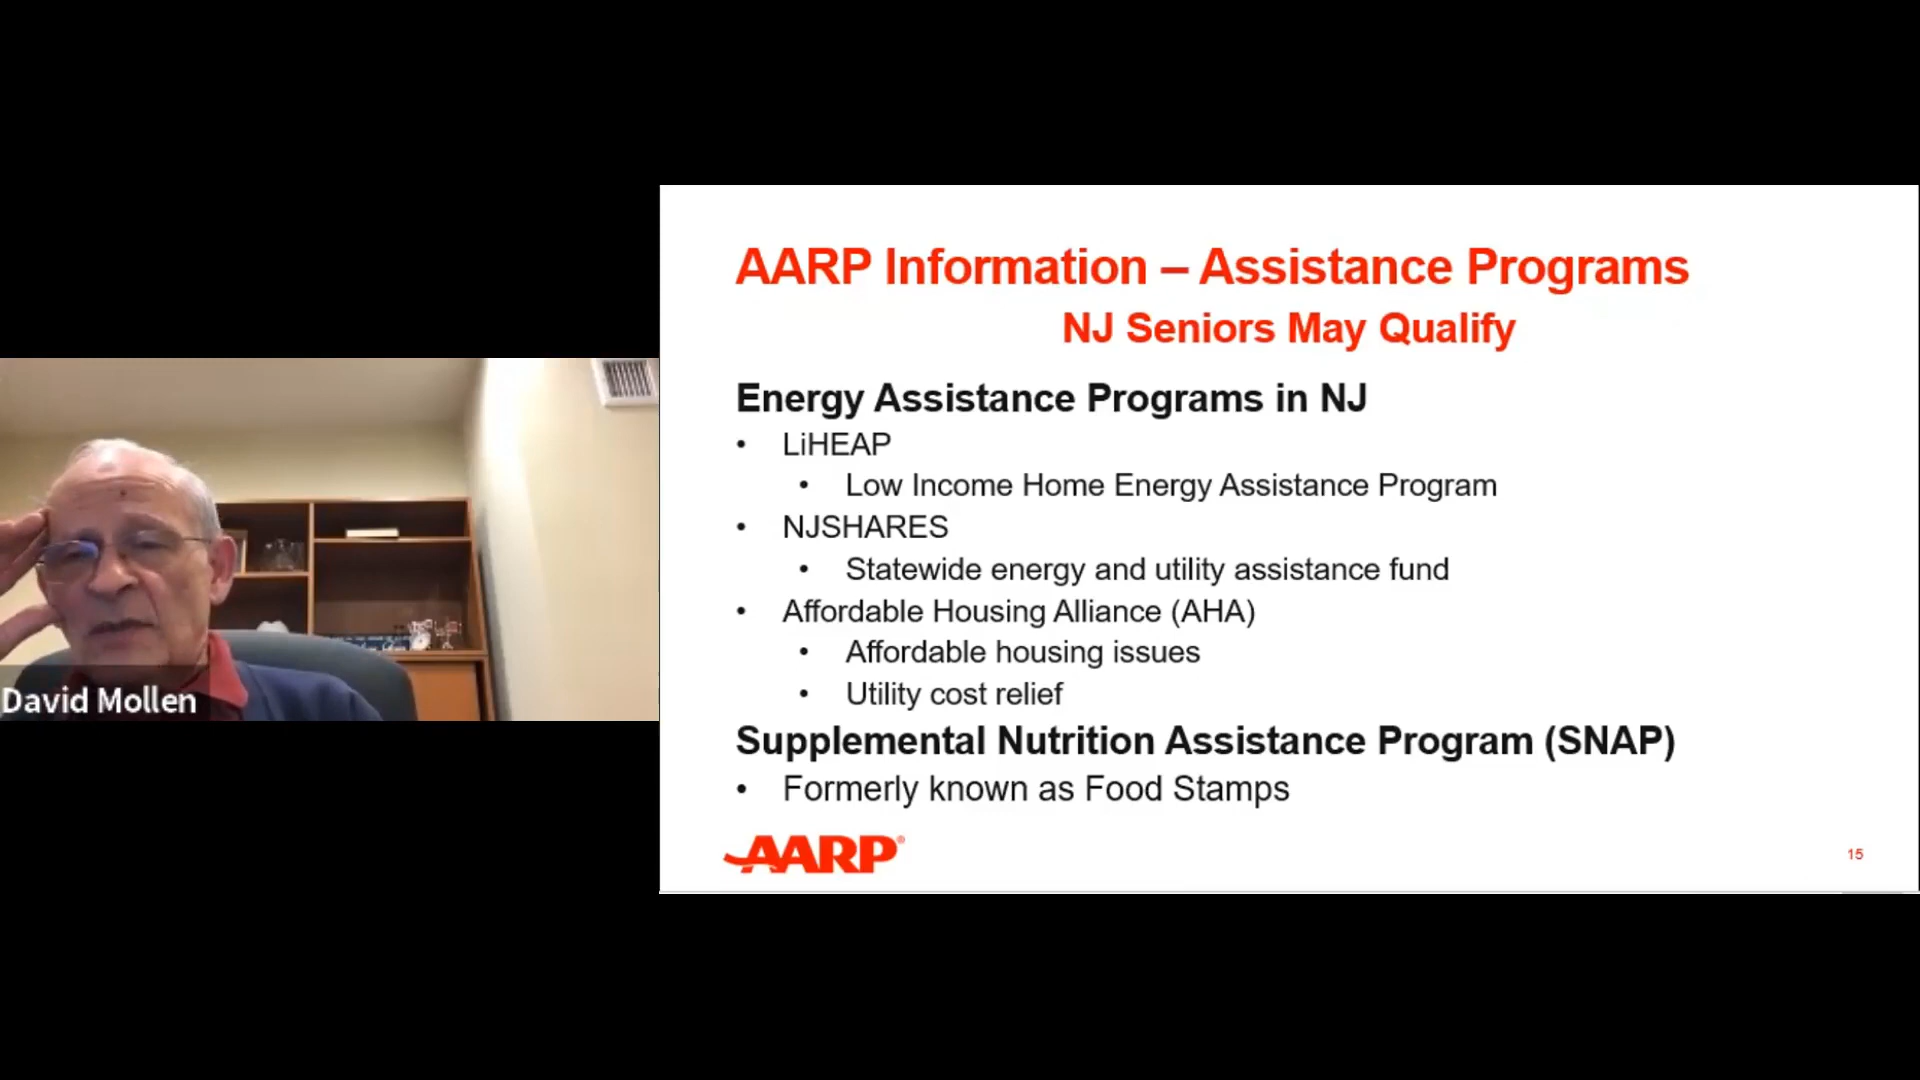 AARP Information – Assistance Programs
NJ Seniors May Qualify
Energy Assistance Programs in NJ
• LiHEAP
• Low Income Home Energy Assistance Program
• NJSHARES
• Statewide energy and utility assistance fund
• Affordable Housing Alliance (AHA)
• Affordable housing issues
• Utility cost relief
Supplemental Nutrition Assistance Program (SNAP)
• Formerly known as Food Stamps
AARP®
15
David Mollen